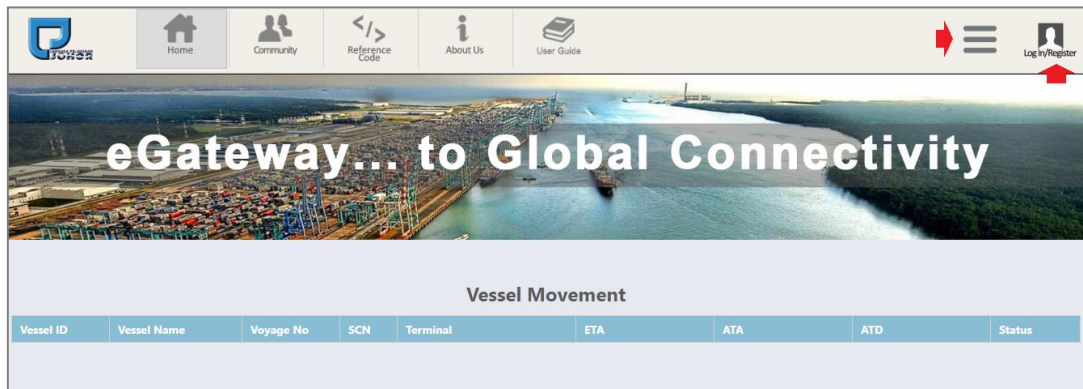 JOHOR
Home
Community
Reference
Code
About Us
User Guide
Log in/Register
eGateway... to Global Connectivity
Vessel Movement
Vessel ID Vessel Name Voyage No SCN Terminal ETA ATA ATD Status